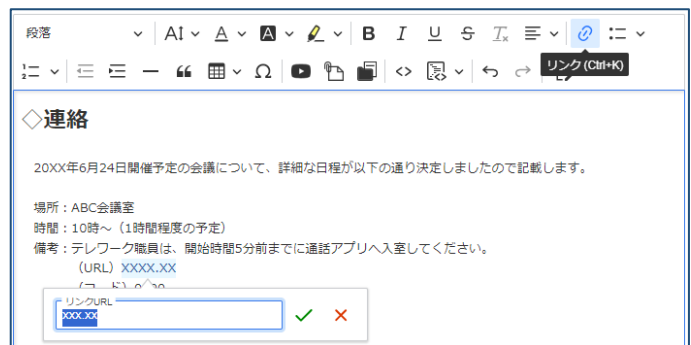 段落
リンク (Ctrl+K)
◇連絡
20XX年6月24日開催予定の会議について、詳細な日程が以下の通り決定しましたので記載します。
場所：ABC会議室
時間：10時～（1時間程度の予定）
備考：テレワーク職員は、開始時間5分前までに通話アプリへ入室してください。
（URL）XXXX.XX
リンクURL
XXX.XX